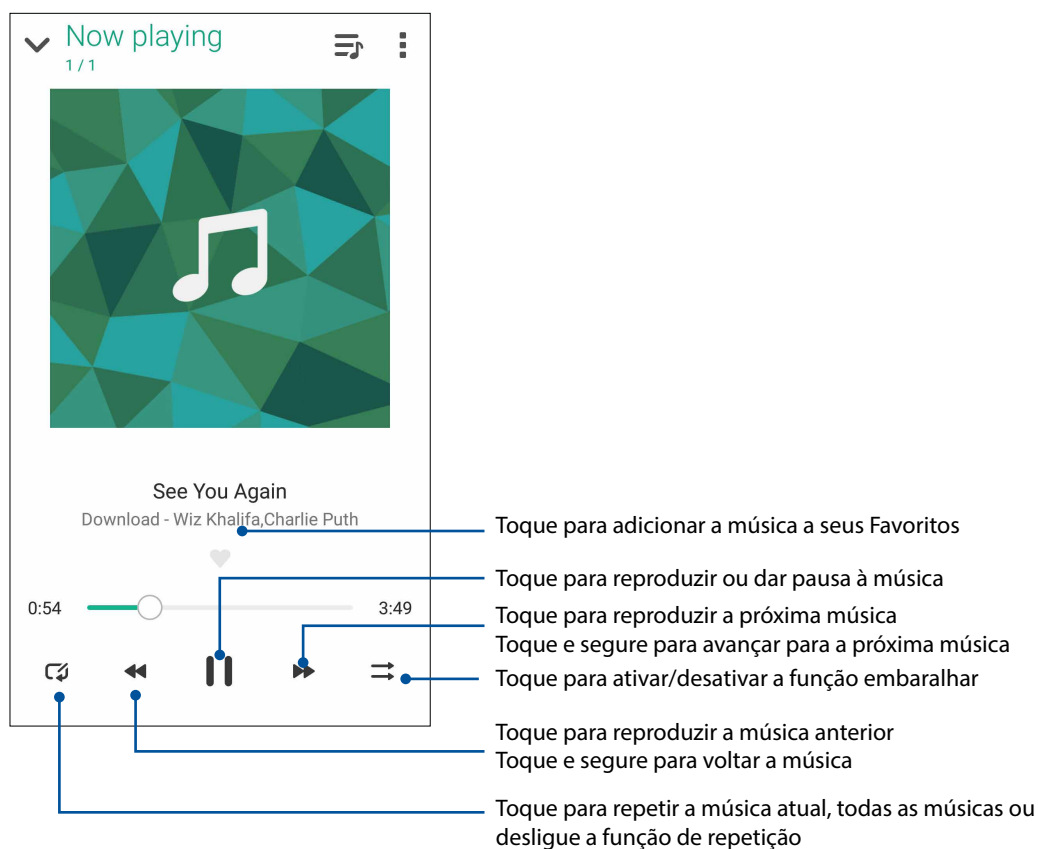 Now playing
1 / 1
See You Again
Download - Wiz Khalifa,Charlie Puth
0:54
3:49
Toque para adicionar a música a seus Favoritos
Toque para reproduzir ou dar pausa à música
Toque para reproduzir a próxima música
Toque e segure para avançar para a próxima música
Toque para ativar/desativar a função embaralhar
Toque para reproduzir a música anterior
Toque e segure para voltar a música
Toque para repetir a música atual, todas as músicas ou
desligue a função de repetição